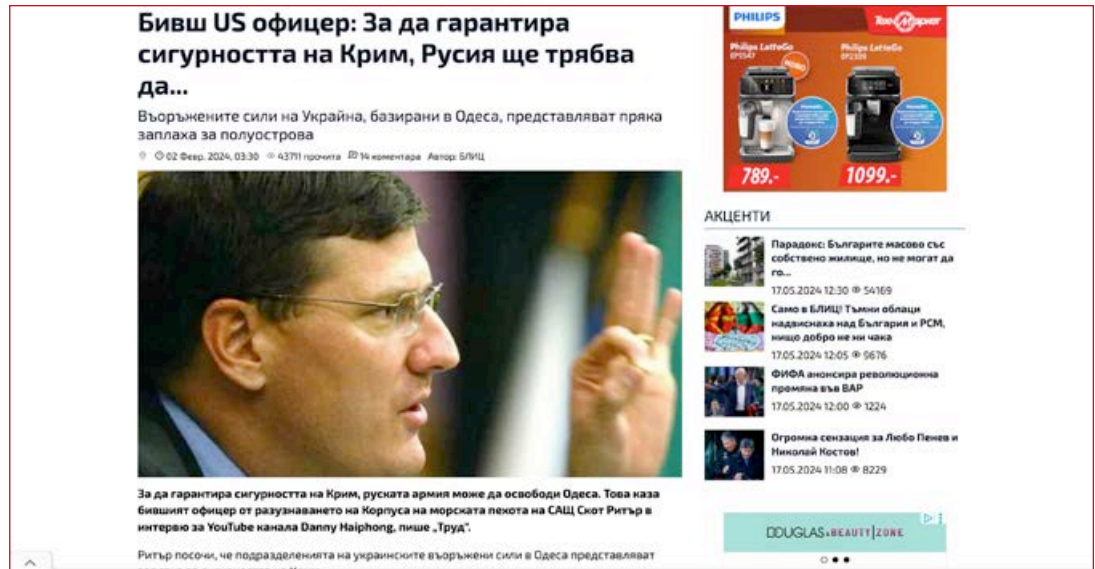 Бивш US офицер: За да гарантира
сигурността на Крим, Русия ще трябва
да...
Въоръжените сили на Украйна, базирани в Одеса, представляват пряка
заплаха за полуострова
02 Февр. 2024, 03:30 43711 прочита 14 коментара Автор: БЛИЦ
За да гарантира сигурността на Крим, руската армия може да освободи Одеса. Това каза
бившият офицер от разузнаването на Корпуса на морската пехота на САЩ Скот Ритър в
интервю за YouTube канала Danny Haiphong, пише „Труд“.
Ритър посочи, че подразделенията на украинските въоръжени сили в Одеса представляват
PHILIPS
ТехноМаркет
Philips LatteGo
EP5547
Philips LatteGo
НОВО
789.-
1099.-
АКЦЕНТИ
Парадокс: Българите масово със
собствено жилище, но не могат да
го...
17.05.2024 12:30 54169
Само в БЛИЦ! Тъмни облаци
надвиснаха над България и РСМ,
нищо добро не ни чака
17.05.2024 12:05 9676
ФИФА анонсира революционна
промяна във ВАР
17.05.2024 12:00 1224
Огромна сензация за Любо Пенев и
Николай Костов!
17.05.2024 11:08 8229
DOUGLAS BEAUTY ZONE